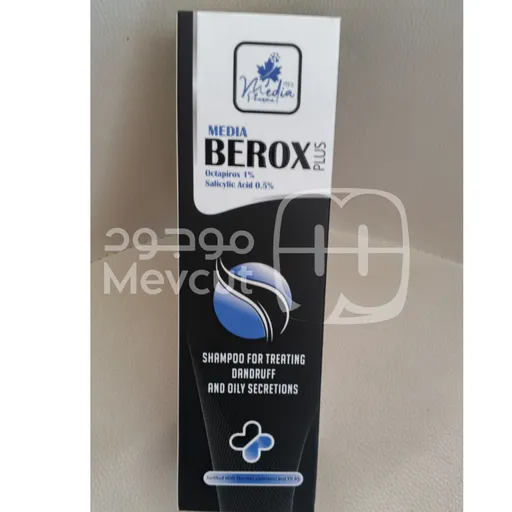 Media
Pharma
MEDIA
BEROX PLUS
Octapirox 1%
Salicylic Acid 0.5%
موجود
Mevcut
SHAMPOO FOR TREATING
DANDRUFF
AND OILY SECRETIONS